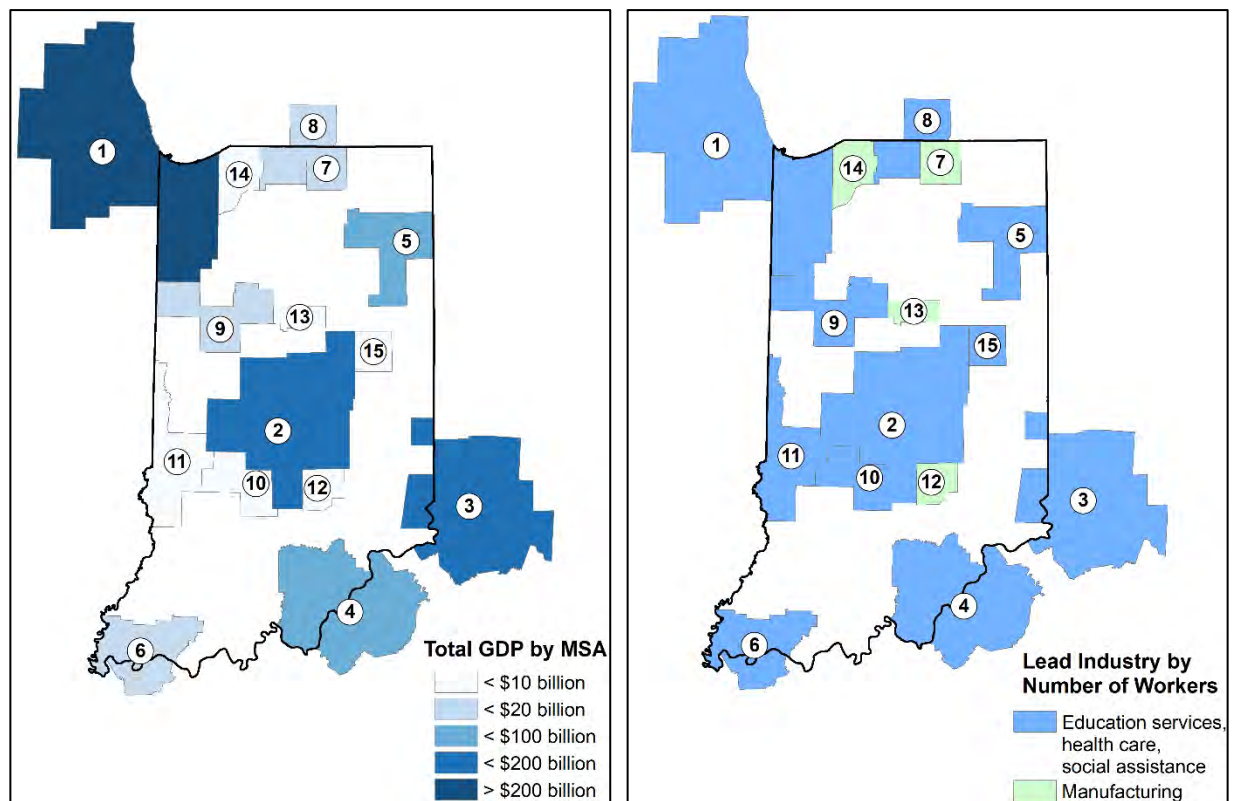 8
1
14
7
5
13
9
15
2
11
10
12
3
4
6
Total GDP by MSA
< $10 billion
< $20 billion
< $100 billion
< $200 billion
> $200 billion
8
1
14
7
5
13
9
15
2
11
10
12
3
4
6
Lead Industry by
Number of Workers
Education services,
health care,
social assistance
Manufacturing